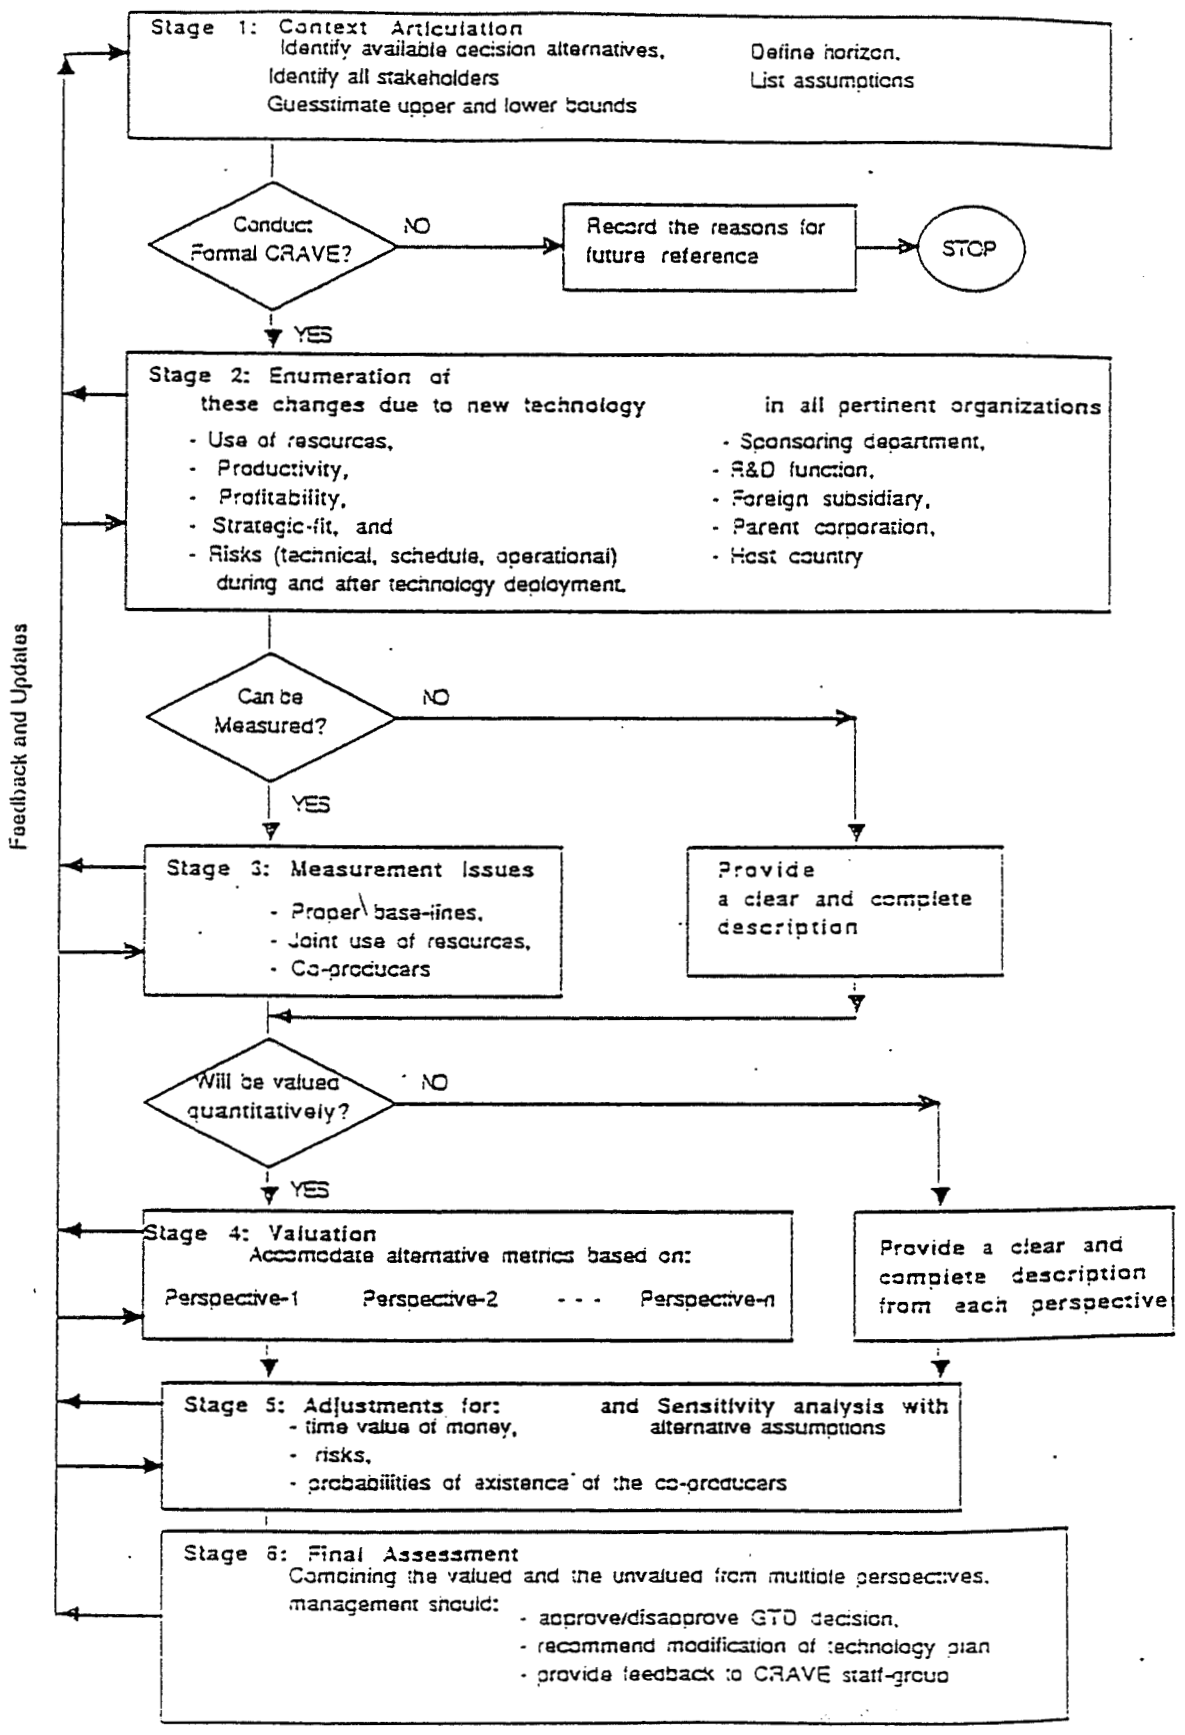 Stage 1: Context Articulation
Identify available decision alternatives,
Define horizon,
Identify all stakeholders
List assumptions
Guesstimate upper and lower bounds
Conduct
Formal CRAVE?
NO
Record the reasons for
future reference
STOP
YES
Stage 2: Enumeration of
these changes due to new technology
in all pertinent organizations
- Use of resources,
- Sponsoring department,
- Productivity,
- R&D function,
- Profitability,
- Foreign subsidiary,
- Strategic-fit, and
- Parent corporation,
- Risks (technical, schedule, operational)
- Host country
during and after technology deployment.
Feedback and Updates
Can be
Measured?
NO
YES
Stage 3: Measurement Issues
- Proper base-lines,
- Joint use of resources,
- Co-producers
Provide
a clear and complete
description
Will be valued
quantitatively?
NO
YES
Stage 4: Valuation
Accomodate alternative metrics based on:
Perspective-1 Perspective-2 - - - Perspective-n
Provide a clear and
complete description
from each perspective
Stage 5: Adjustments for: and Sensitivity analysis with
- time value of money, alternative assumptions
- risks,
- probabilities of existence of the co-producers
Stage 6: Final Assessment
Combining the valued and the unvalued from multiple perspectives,
management should:
- approve/disapprove GTD decision,
- recommend modification of technology plan
- provide feedback to CRAVE staff-group